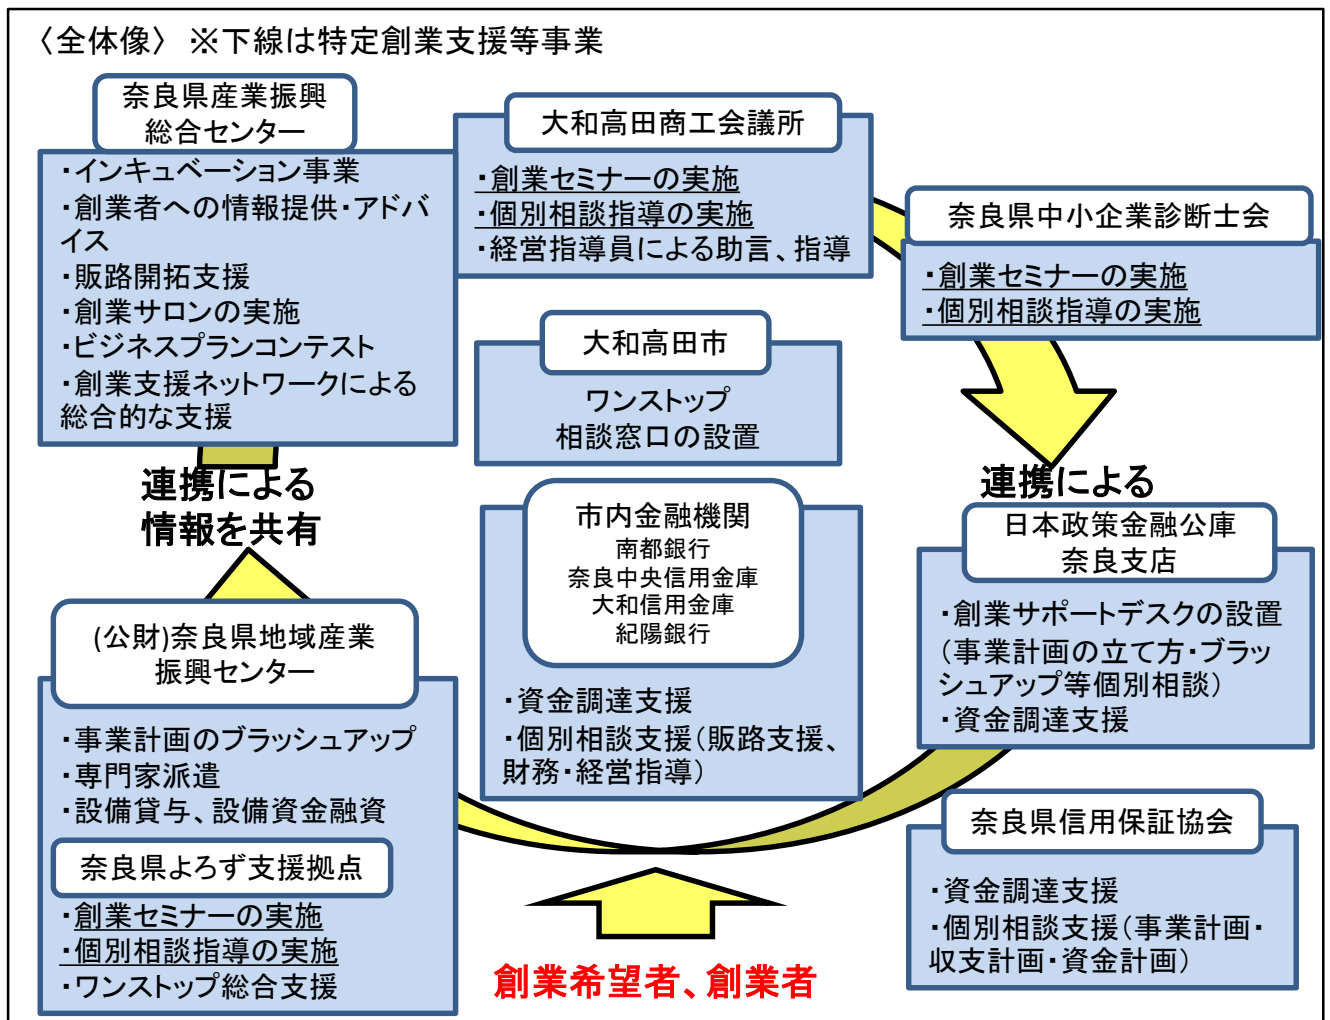 〈全体像〉 ※下線は特定創業支援等事業
奈良県産業振興
総合センター
・インキュベーション事業
・創業者への情報提供・アドバ
イス
・販路開拓支援
・創業サロンの実施
・ビジネスプランコンテスト
・創業支援ネットワークによる
総合的な支援
大和高田商工会議所
・創業セミナーの実施
・個別相談指導の実施
・経営指導員による助言、指導
奈良県中小企業診断士会
・創業セミナーの実施
・個別相談指導の実施
大和高田市
ワンストップ
相談窓口の設置
連携による
情報を共有
連携による
市内金融機関
南都銀行
奈良中央信用金庫
大和信用金庫
紀陽銀行
・資金調達支援
・個別相談支援(販路支援、
財務・経営指導)
日本政策金融公庫
奈良支店
・創業サポートデスクの設置
(事業計画の立て方・ブラッ
シュアップ等個別相談)
・資金調達支援
(公財)奈良県地域産業
振興センター
・事業計画のブラッシュアップ
・専門家派遣
・設備貸与、設備資金融資
奈良県よろず支援拠点
・創業セミナーの実施
・個別相談指導の実施
・ワンストップ総合支援
奈良県信用保証協会
・資金調達支援
・個別相談支援(事業計画・
収支計画・資金計画)
創業希望者、創業者